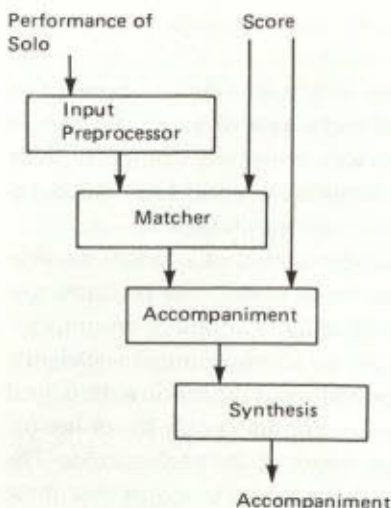 Performance of
Solo
Score
Input
Preprocessor
Matcher
Accompaniment
Synthesis
Accompaniment